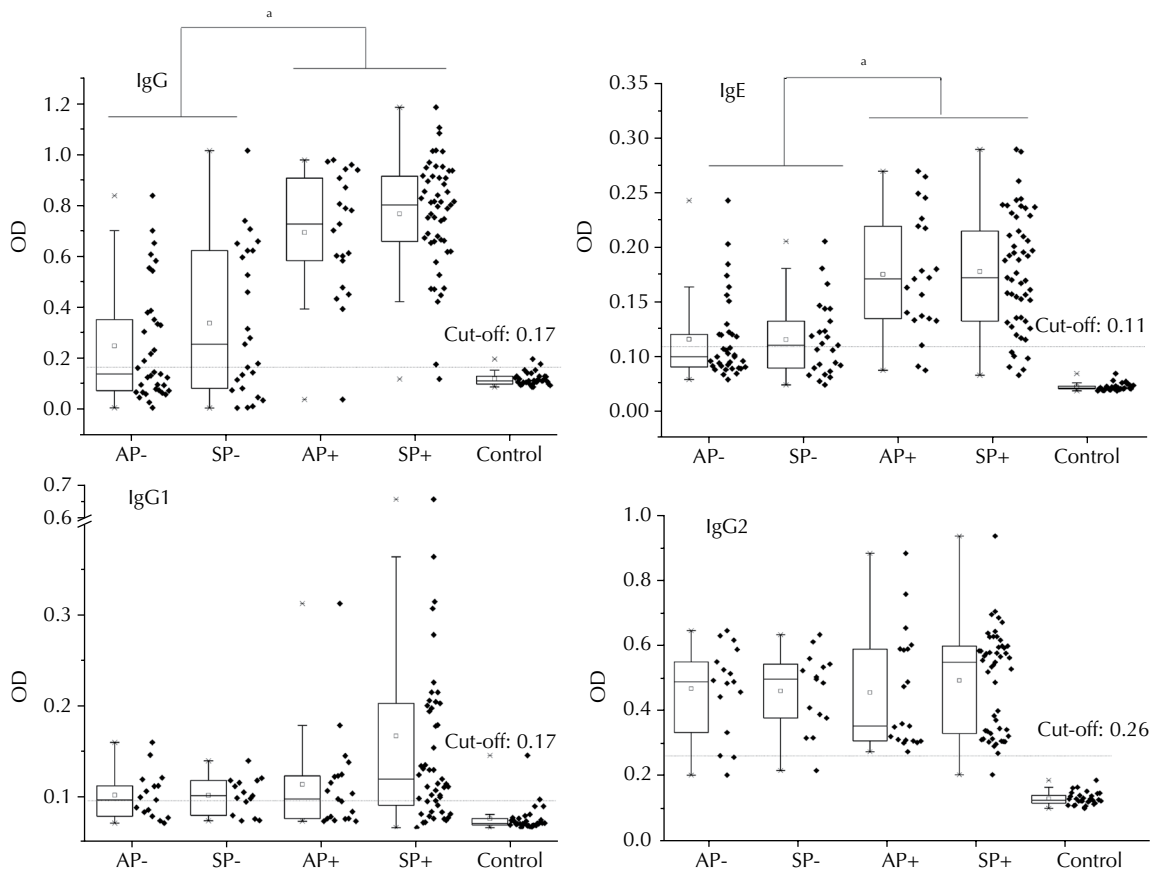 a
IgG
1.2
1.0
0.8
0.6
0.4
0.2
0.0
OD
Cut-off: 0.17
AP- SP- AP+ SP+ Control
a
IgE
0.35
0.30
0.25
0.20
0.15
0.10
0.00
OD
Cut-off: 0.11
AP- SP- AP+ SP+ Control
IgG1
0.7
0.6
0.3
0.2
0.1
OD
Cut-off: 0.17
AP- SP- AP+ SP+ Control
IgG2
1.0
0.8
0.6
0.4
0.2
0.0
OD
Cut-off: 0.26
AP- SP- AP+ SP+ Control